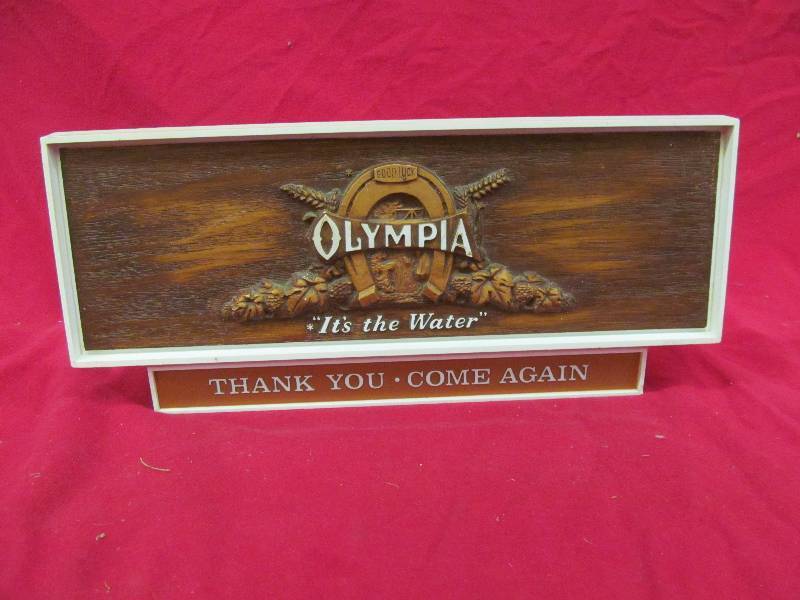 GOOD LUCK
OLYMPIA
*"It's the Water"
THANK YOU · COME AGAIN